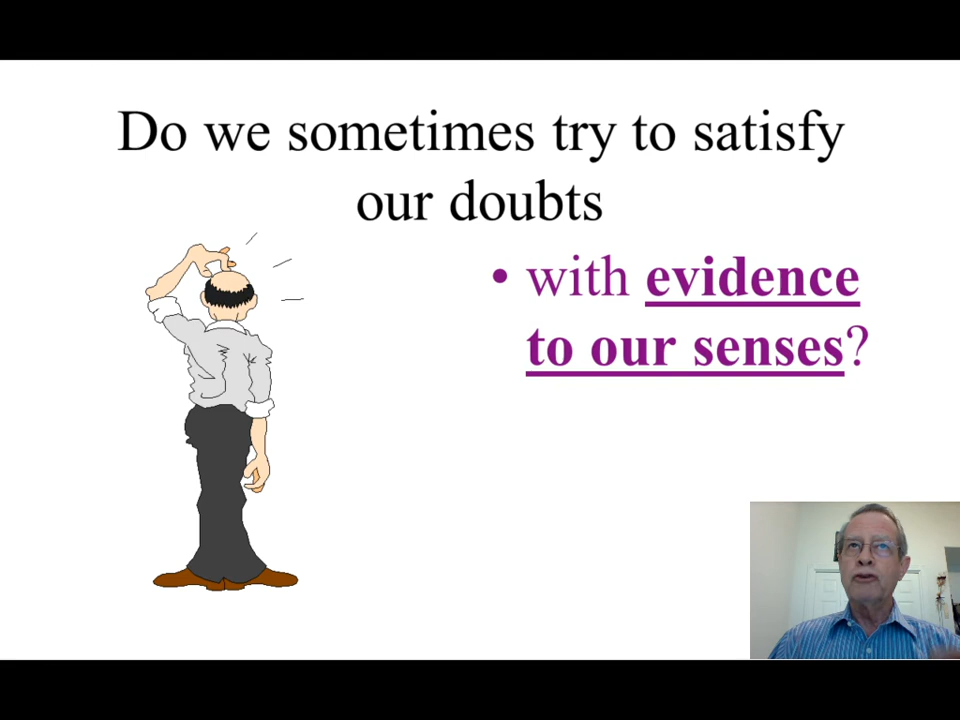 Do we sometimes try to satisfy
our doubts
• with evidence
to our senses?